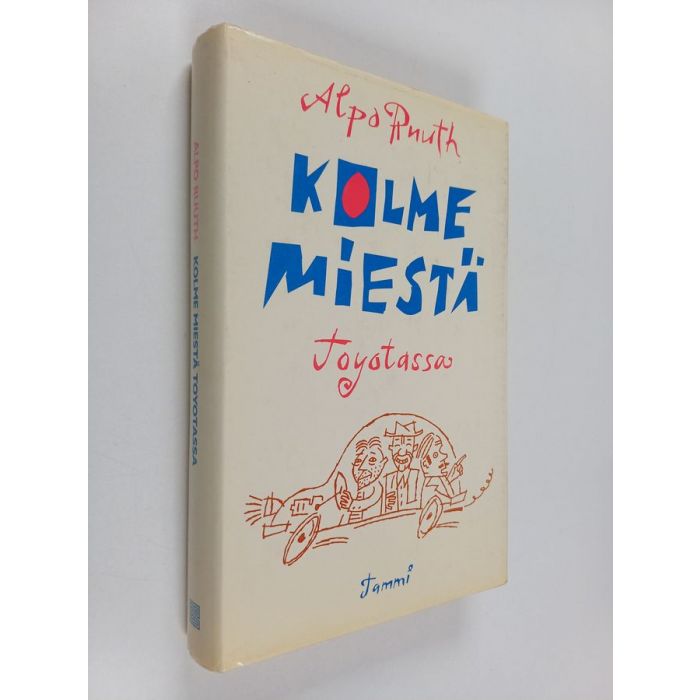 Alpo Ruuth
KOLME
MiESTÄ
Toyotassa
Tammi
ALPO RUUTH KOLME MIESTÄ TOYOTASSA